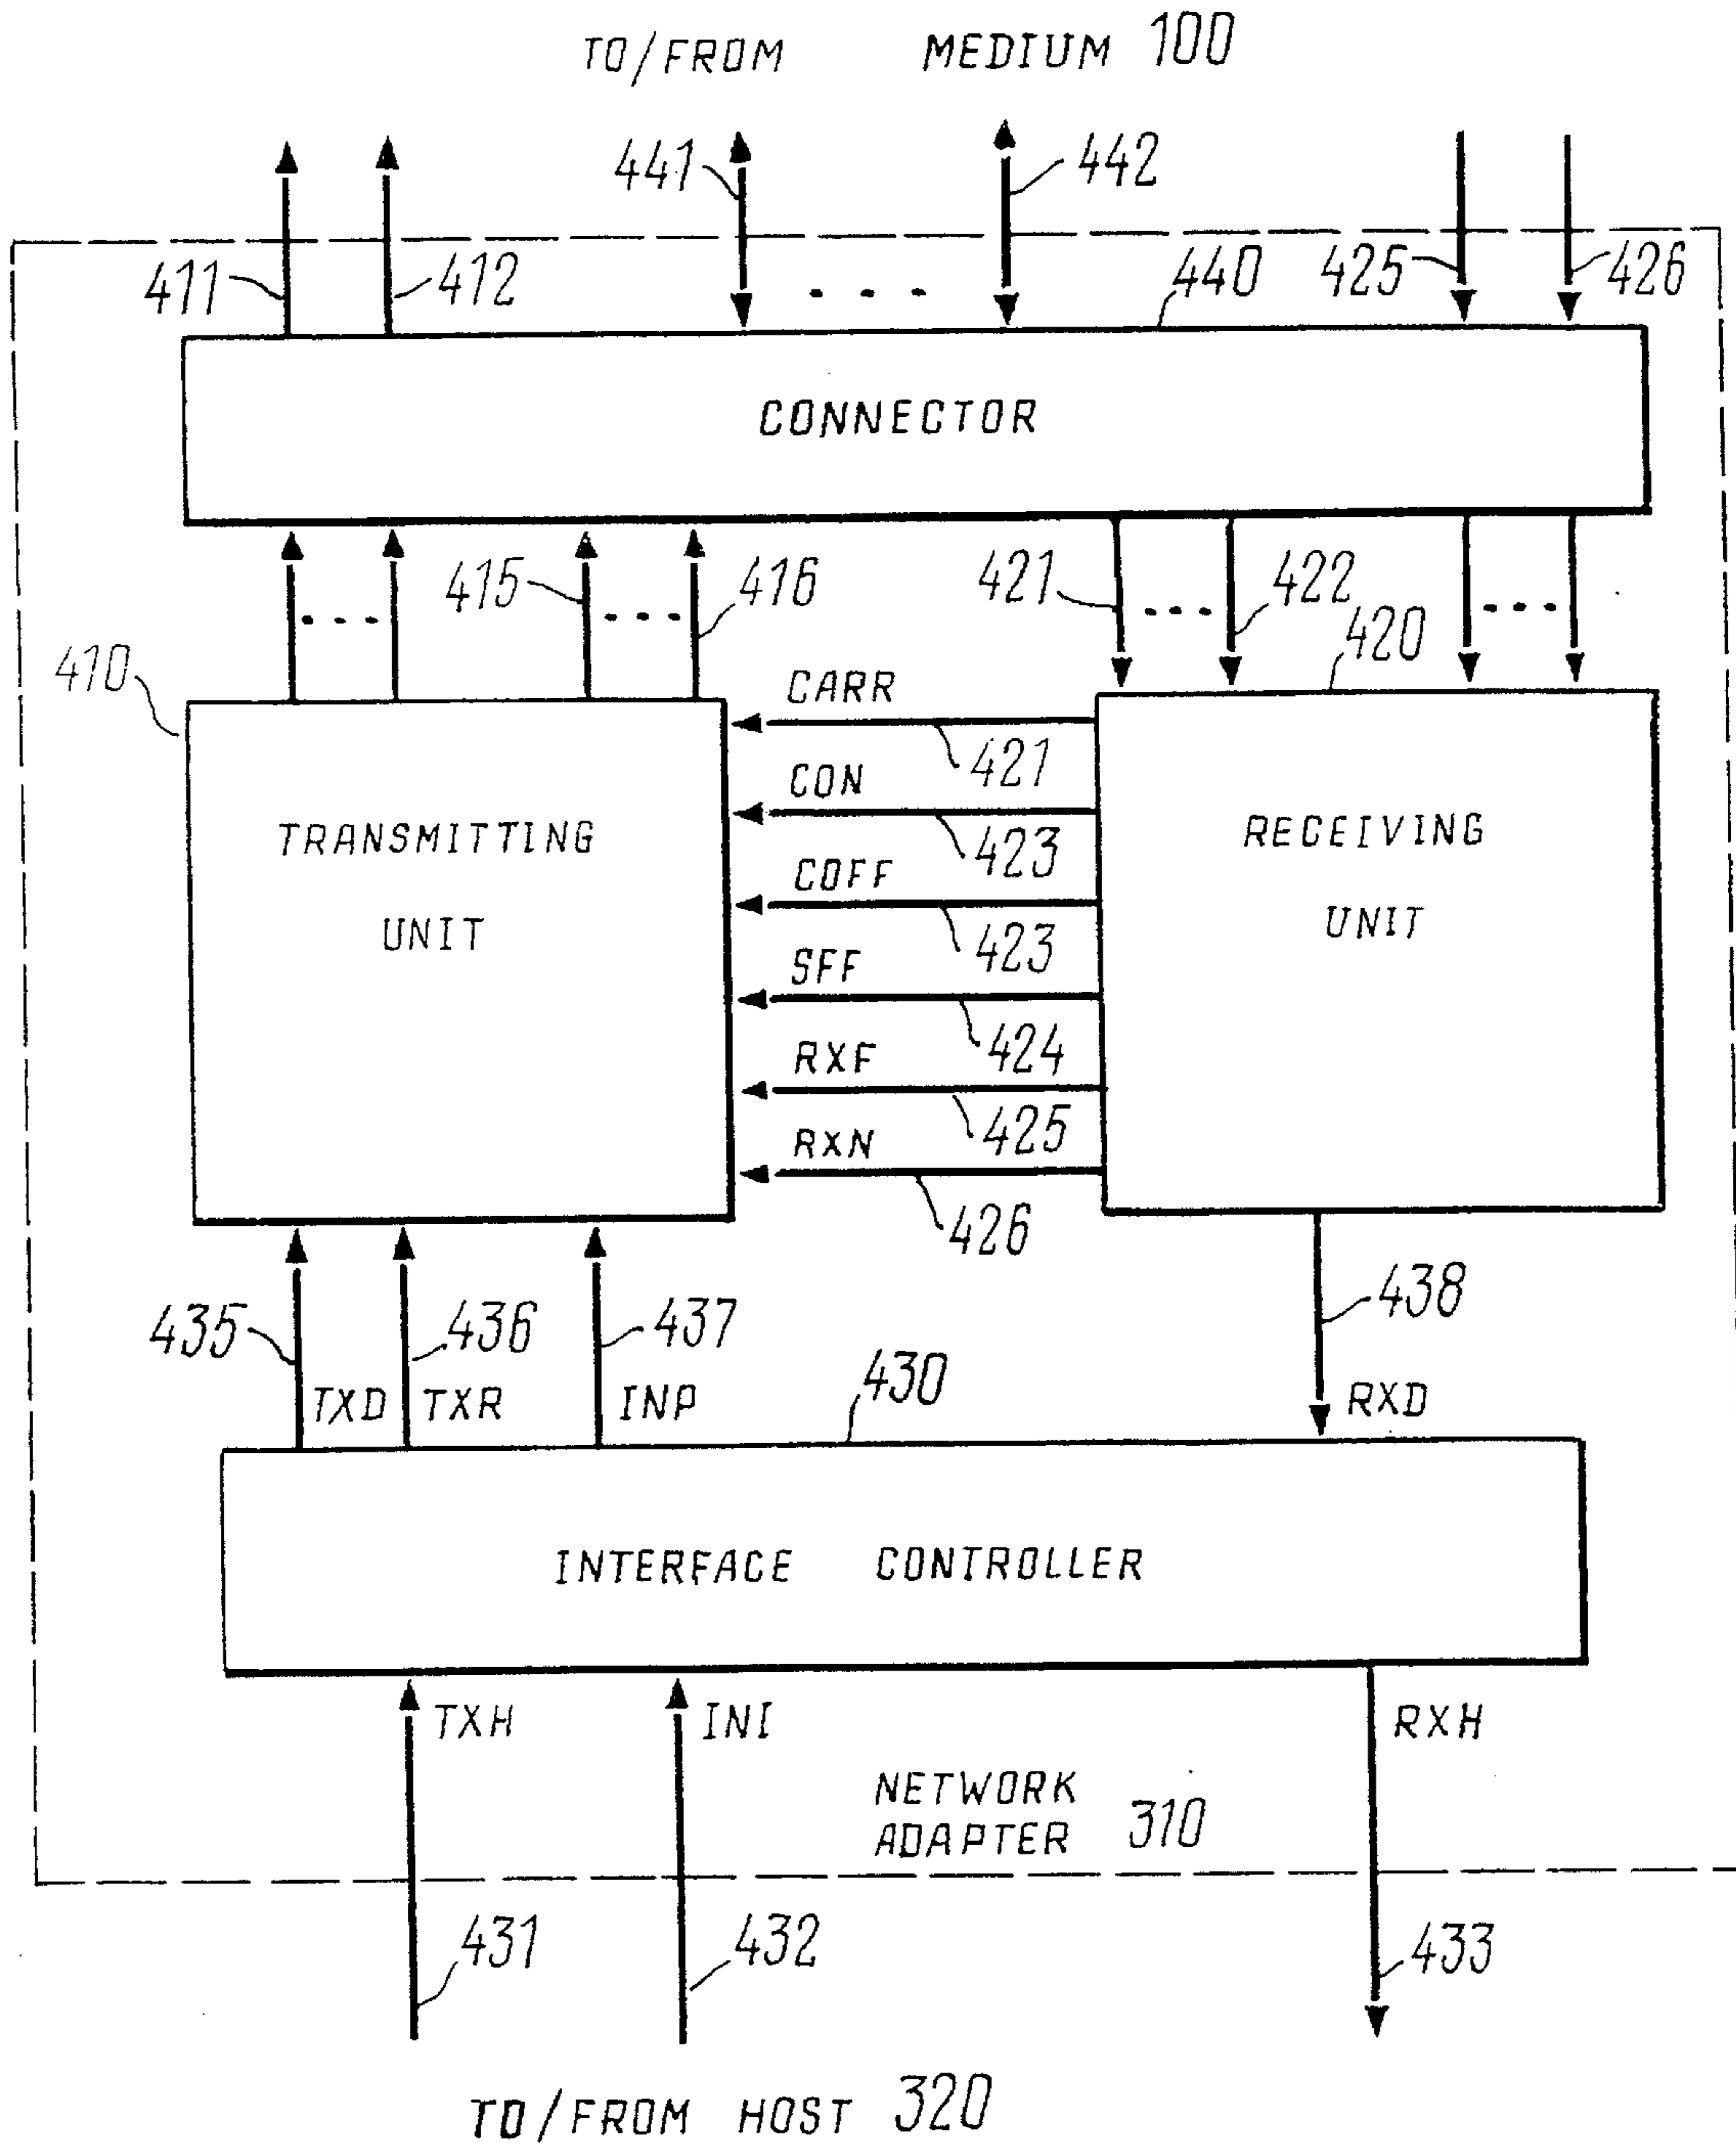 TO/FROM MEDIUM 100
441 442
411 412 440 425 426
CONNECTOR
415 416 421 422
410 420
CARR
421
CON
423
TRANSMITTING
UNIT
RECEIVING
UNIT
COFF
423
SFF
424
RXF
425
RXN
426
435 436 437 438
TXD TXR INP 430 RXD
INTERFACE CONTROLLER
TXH INI RXH
NETWORK
ADAPTER 310
431 432 433
TO/FROM HOST 320